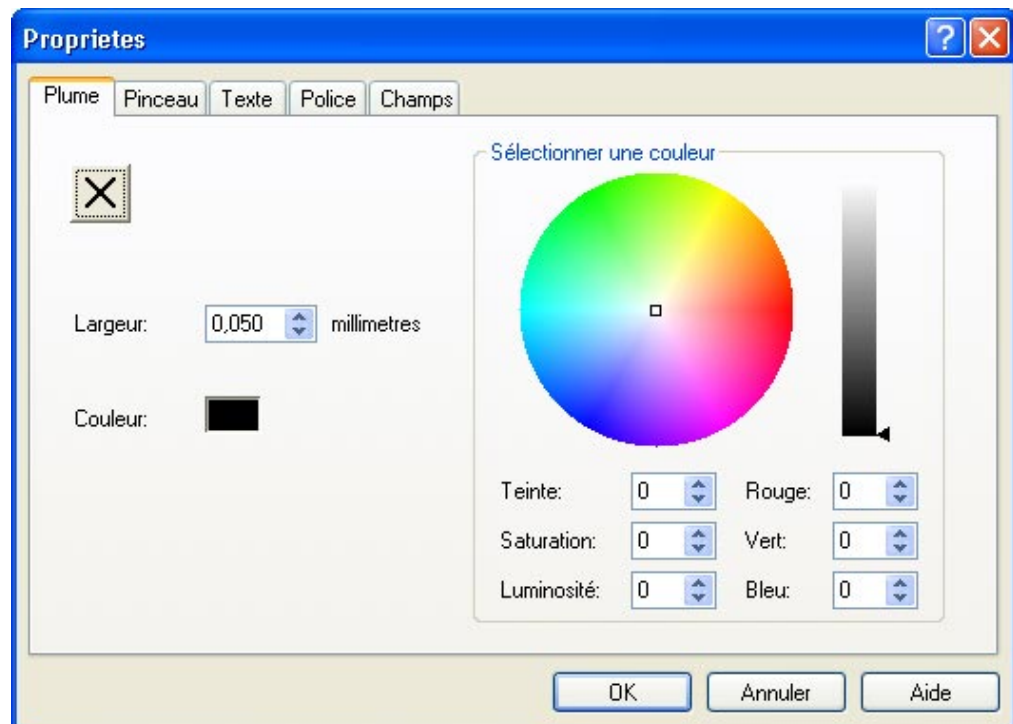 Proprietes
Plume Pinceau Texte Police Champs
Sélectionner une couleur
Largeur: 0,050 millimetres
Couleur:
Teinte: 0 Rouge: 0
Saturation: 0 Vert: 0
Luminosité: 0 Bleu: 0
OK Annuler Aide